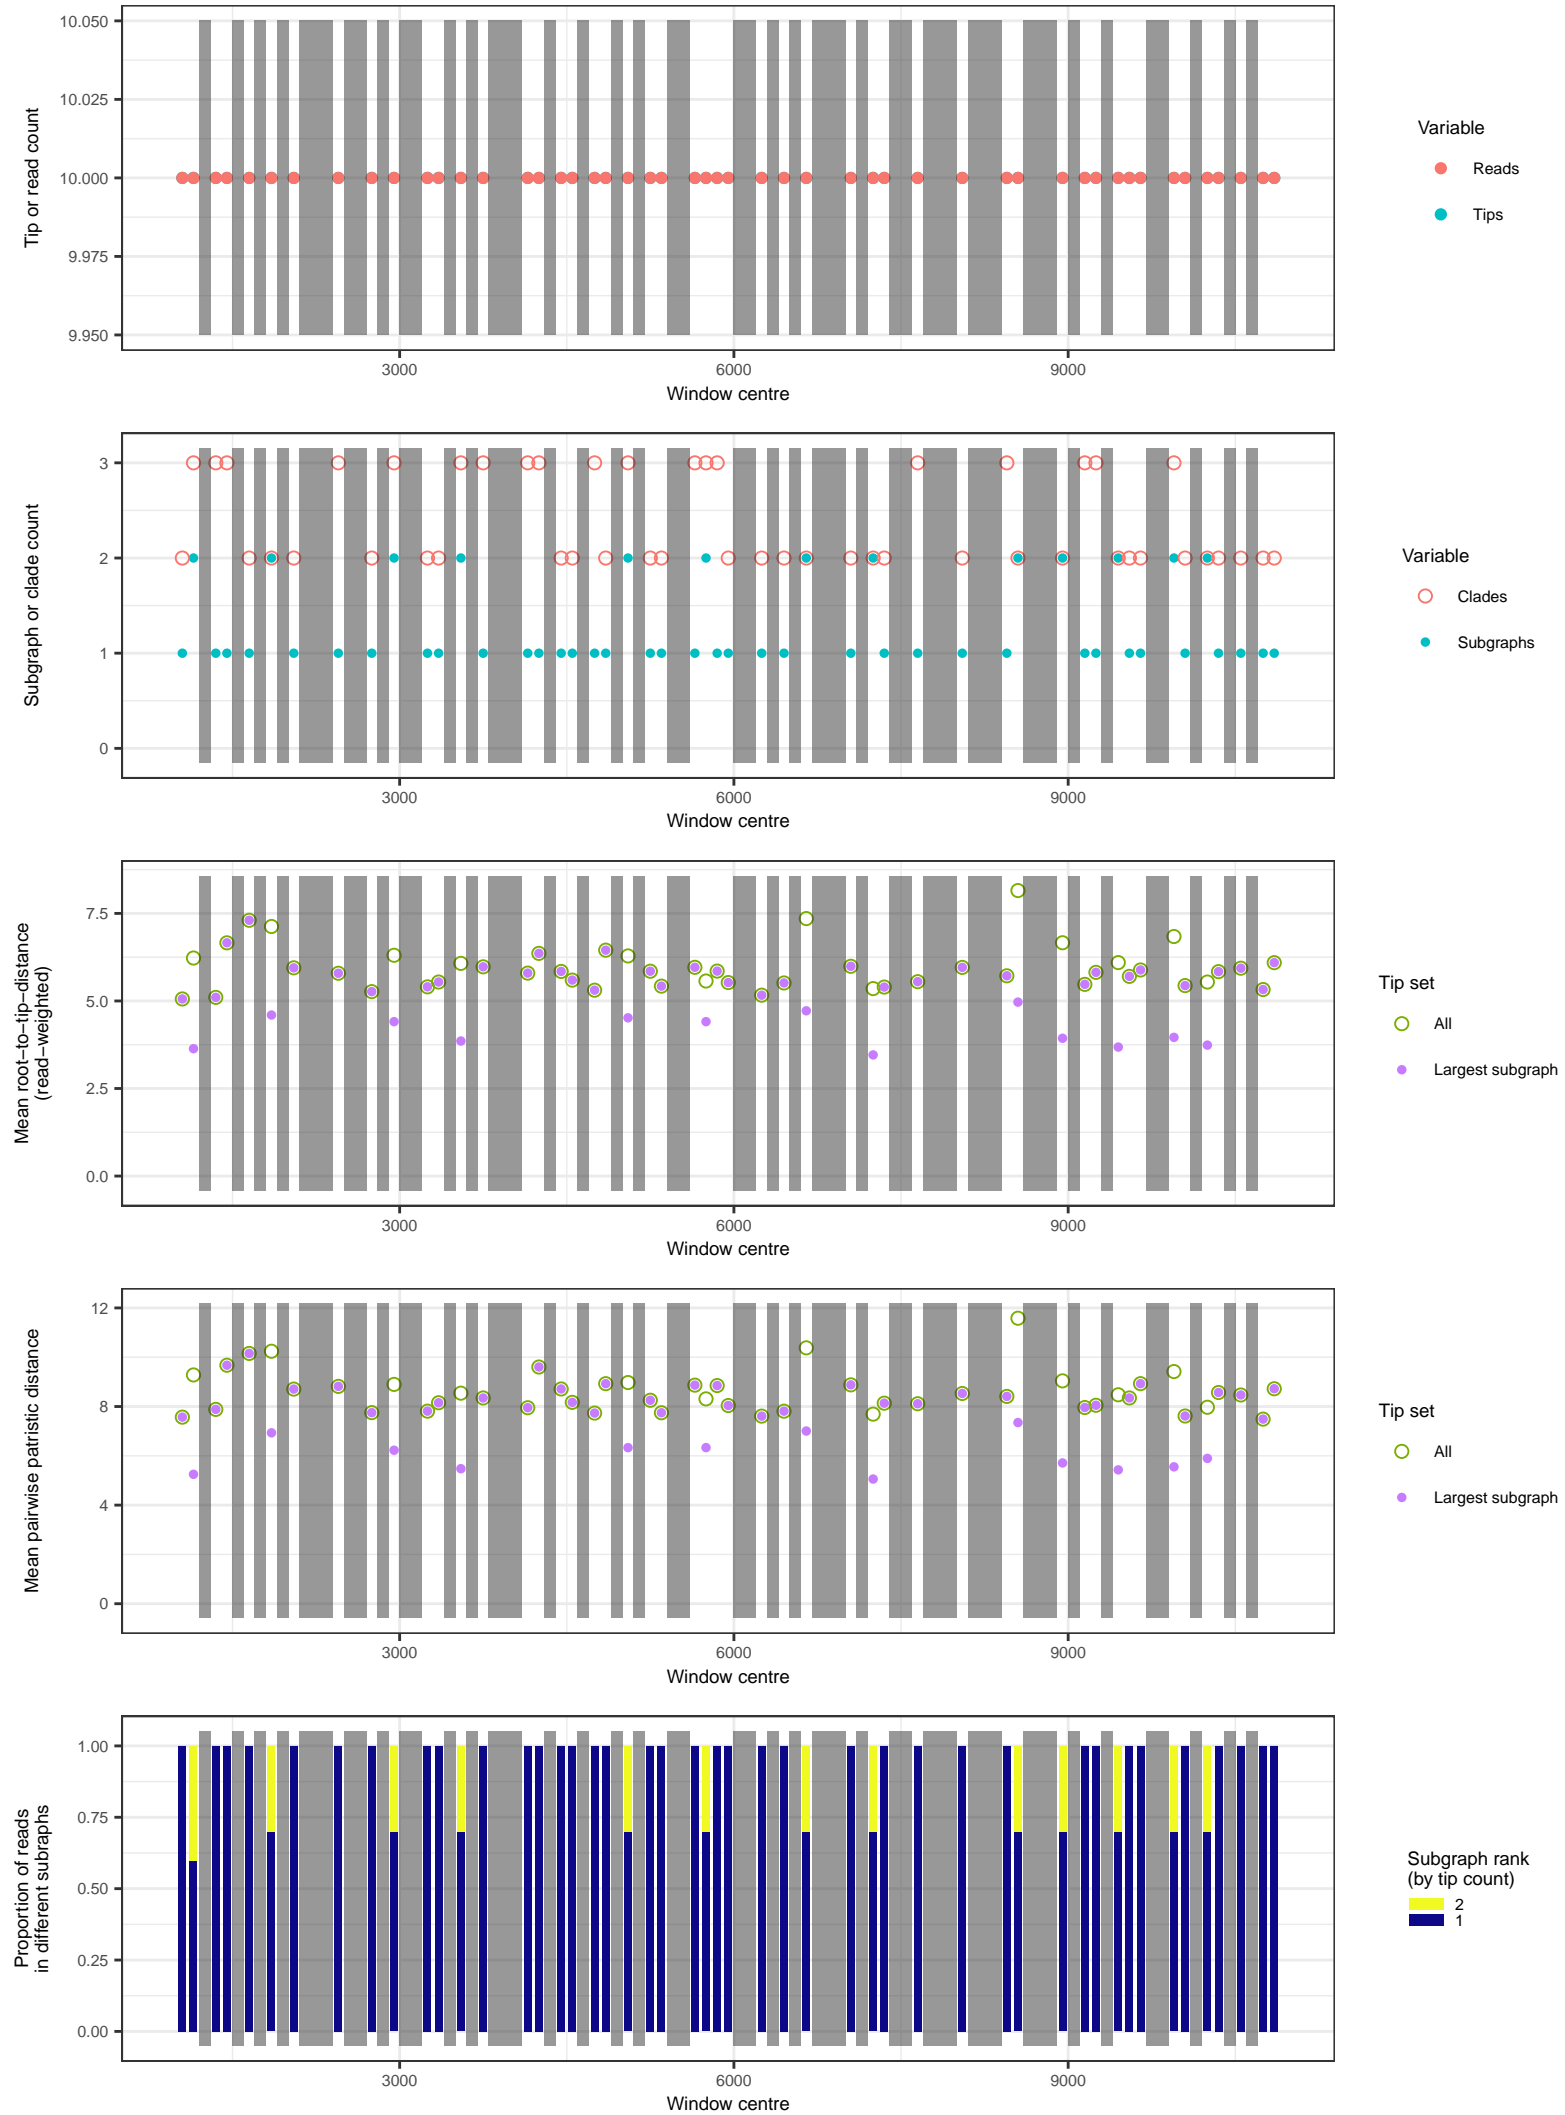 10.050
10.025
10.000
9.975
9.950
Tip or read count
3000
6000
9000
Window centre
Variable
Reads
Tips
3
2
1
0
Subgraph or clade count
3000
6000
9000
Window centre
Variable
Clades
Subgraphs
7.5
5.0
2.5
0.0
Mean root−to−tip−distance
(read−weighted)
3000
6000
9000
Window centre
Tip set
All
Largest subgraph
12
8
4
0
Mean pairwise patristic distance
3000
6000
9000
Window centre
Tip set
All
Largest subgraph
1.00
0.75
0.50
0.25
0.00
Proportion of reads
in different subraphs
3000
6000
9000
Window centre
Subgraph rank
(by tip count)
2
1